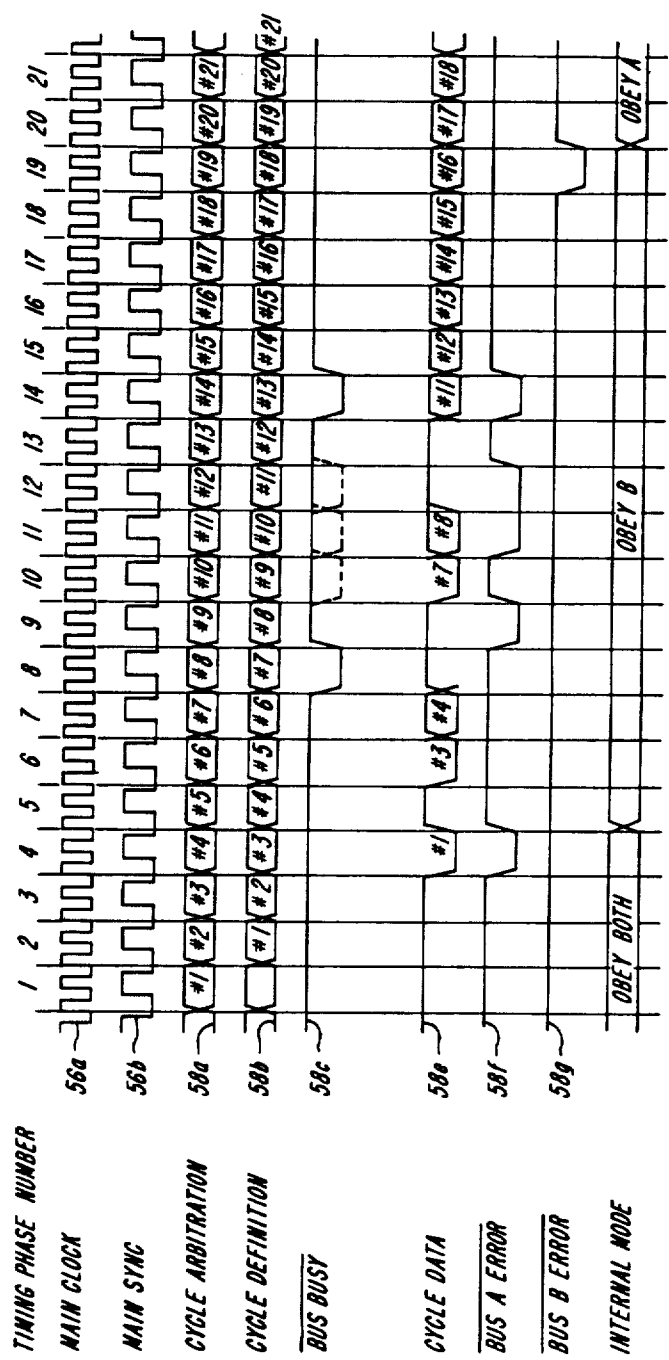 TIMING PHASE NUMBER 1 2 3 4 5 6 7 8 9 10 11 12 13 14 15 16 17 18 19 20 21
MAIN CLOCK 56a
MAIN SYNC 56b
CYCLE ARBITRATION 58a #1 #2 #3 #4 #5 #6 #7 #8 #9 #10 #11 #12 #13 #14 #15 #16 #17 #18 #19 #20 #21
CYCLE DEFINITION 58b #1 #2 #3 #4 #5 #6 #7 #8 #9 #10 #11 #12 #13 #14 #15 #16 #17 #18 #19 #20 #21
BUS BUSY 58c
CYCLE DATA 58e #1 #3 #4 #7 #8 #11 #12 #13 #14 #15 #16 #17 #18
BUS A ERROR 58f
BUS B ERROR 58g
INTERNAL MODE OBEY BOTH OBEY B OBEY A